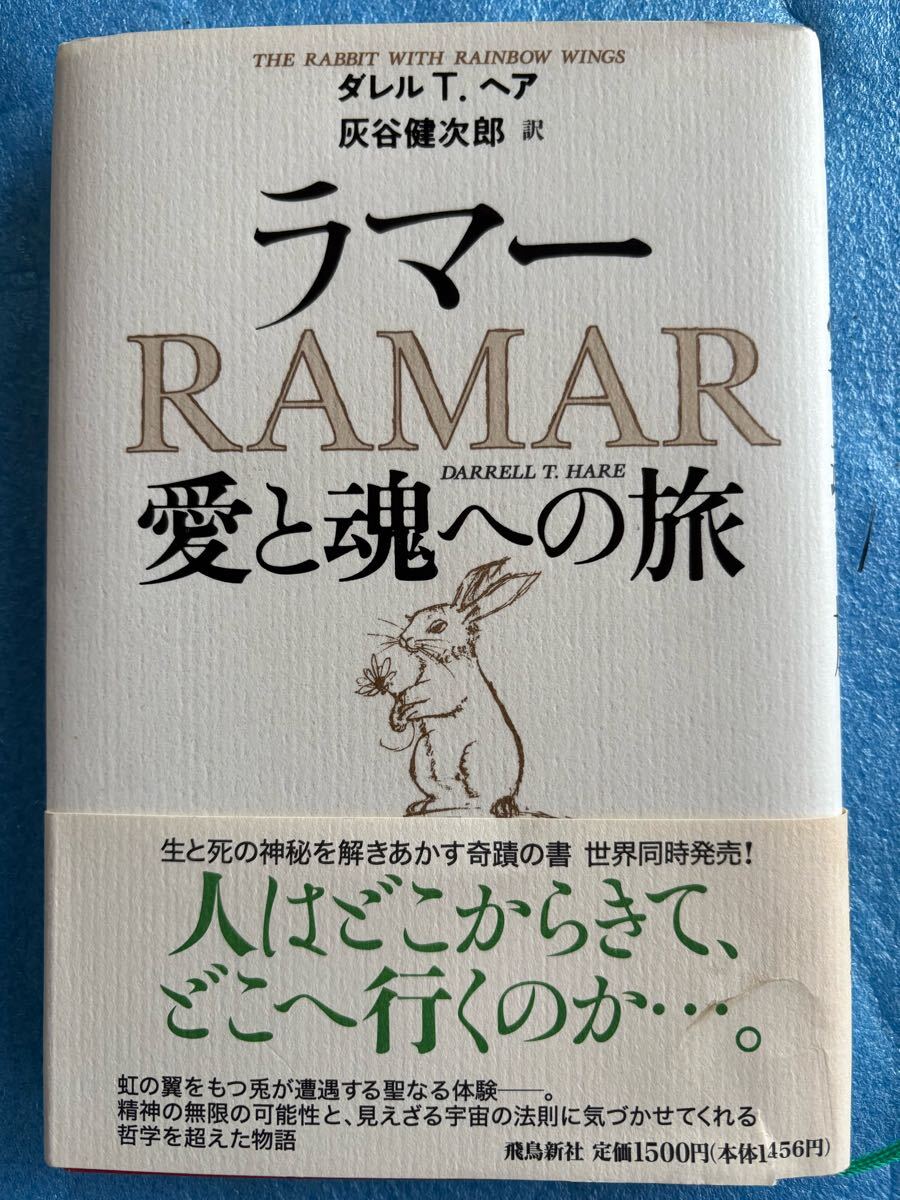 THE RABBIT WITH RAINBOW WINGS
ダレルT.ヘア
灰谷健次郎 訳
ラマー
RAMAR
DARRELL T. HARE
愛と魂への旅
生と死の神秘を解きあかす奇蹟の書 世界同時発売!
人はどこからきて、
どこへ行くのか…。
虹の翼をもつ兎が遭遇する聖なる体験――。
精神の無限の可能性と、見えざる宇宙の法則に気づかせてくれる
哲学を超えた物語
飛鳥新社 定価1500円(本体1456円)